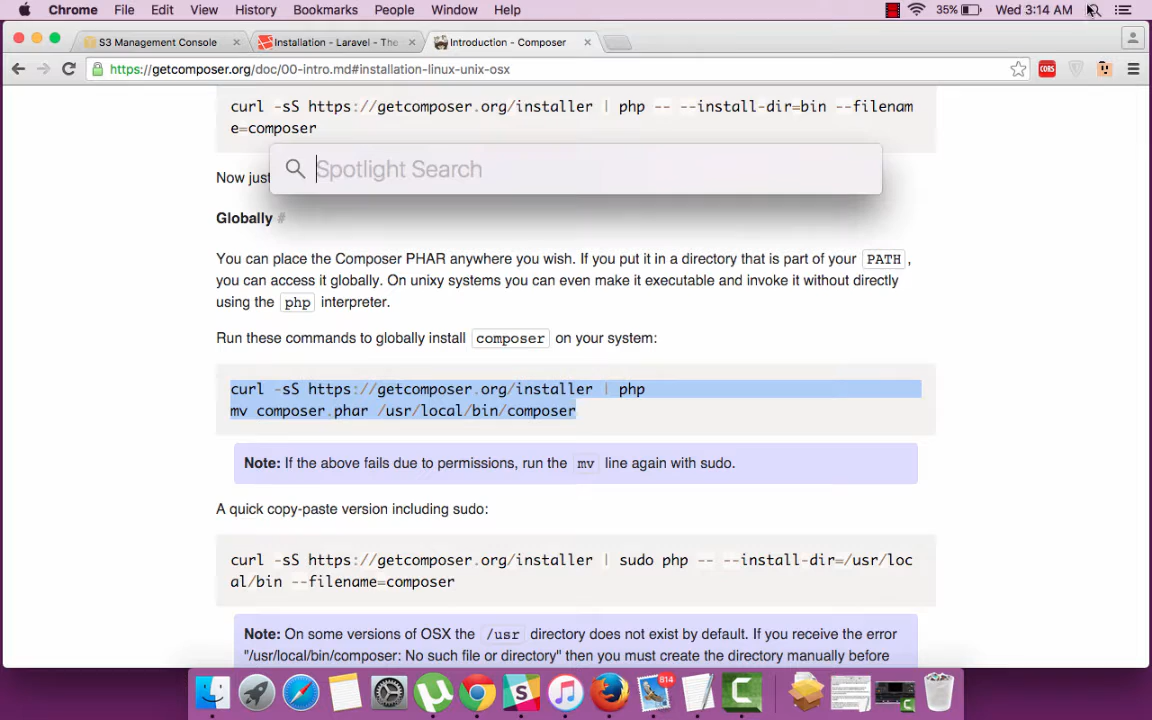 Chrome File Edit View History Bookmarks People Window Help 35% Wed 3:14 AM
S3 Management Console Installation - Laravel - The Introduction - Composer
https://getcomposer.org/doc/00-intro.md#installation-linux-unix-osx CORS
curl -sS https://getcomposer.org/installer | php -- --install-dir=bin --filenam
e=composer
Spotlight Search
Now just
Globally #
You can place the Composer PHAR anywhere you wish. If you put it in a directory that is part of your PATH ,
you can access it globally. On unixy systems you can even make it executable and invoke it without directly
using the php interpreter.
Run these commands to globally install composer on your system:
curl -sS https://getcomposer.org/installer | php
mv composer.phar /usr/local/bin/composer
Note: If the above fails due to permissions, run the mv line again with sudo.
A quick copy-paste version including sudo:
curl -sS https://getcomposer.org/installer | sudo php -- --install-dir=/usr/loc
al/bin --filename=composer
Note: On some versions of OSX the /usr directory does not exist by default. If you receive the error
"/usr/local/bin/composer: No such file or directory" then you must create the directory manually before
814